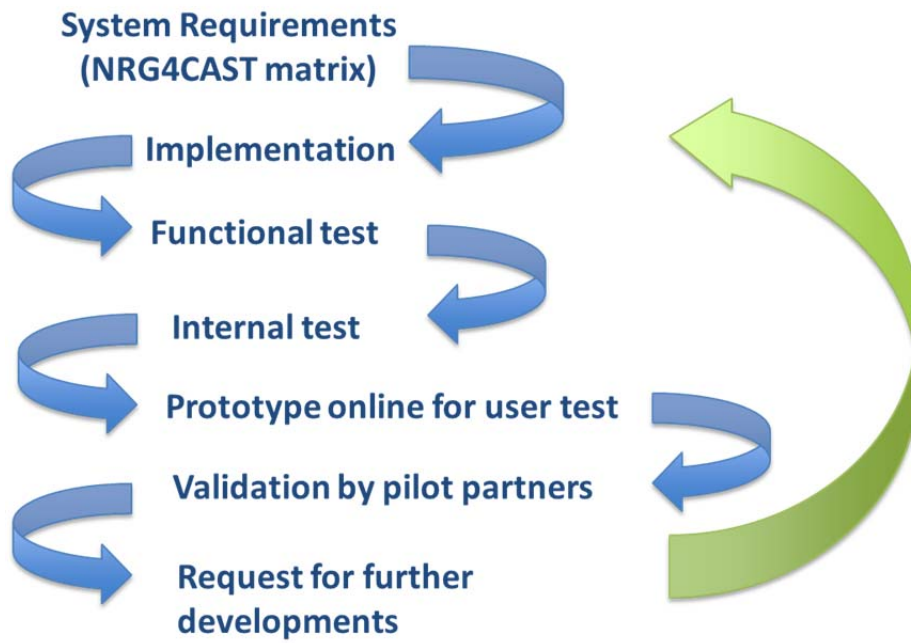 System Requirements
(NRG4CAST matrix)
Implementation
Functional test
Internal test
Prototype online for user test
Validation by pilot partners
Request for further
developments